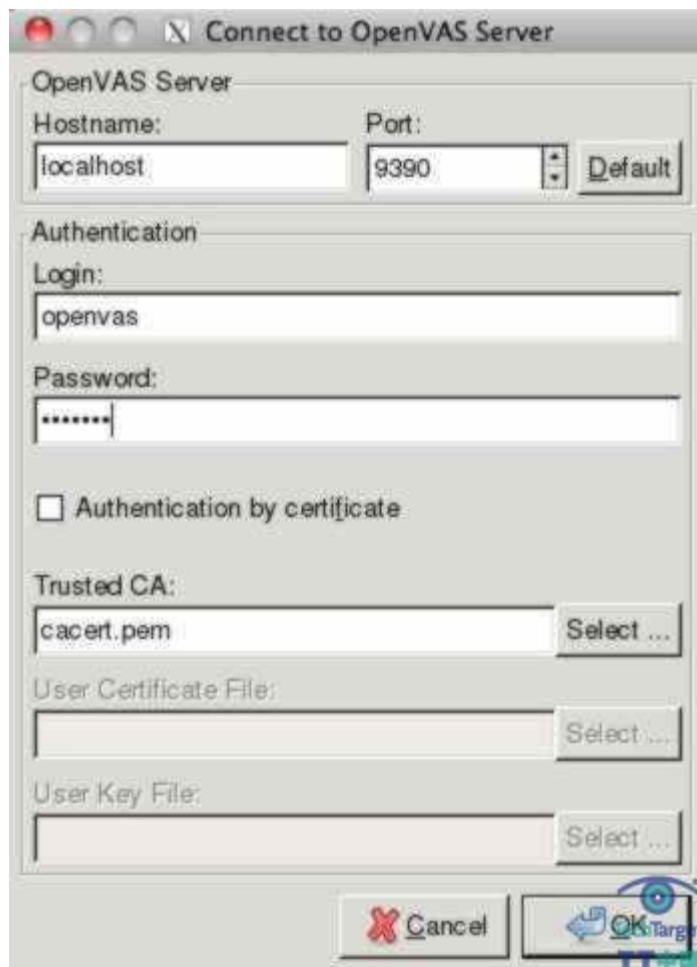 X Connect to OpenVAS Server
OpenVAS Server
Hostname:
Port:
localhost
9390
Default
Authentication
Login:
openvas
Password:
•••••••
Authentication by certificate
Trusted CA:
cacert.pem
Select ...
User Certificate File:
Select ...
User Key File:
Select ...
Cancel
OK